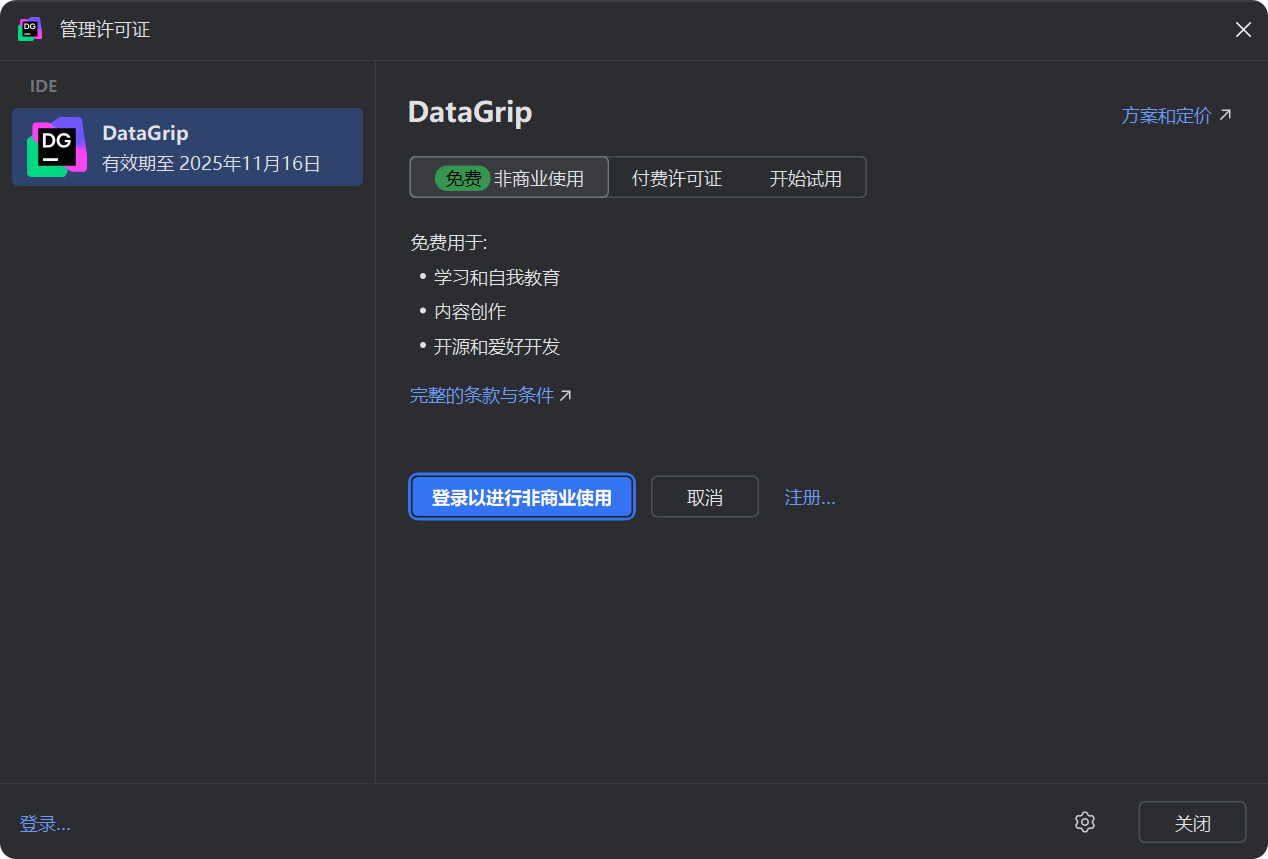 DG 管理许可证
IDE
DG DataGrip
有效期至 2025年11月16日
DataGrip
方案和定价
免费 非商业使用 付费许可证 开始试用
免费用于:
• 学习和自我教育
• 内容创作
• 开源和爱好开发
完整的条款与条件
登录以进行非商业使用 取消 注册...
登录... 关闭